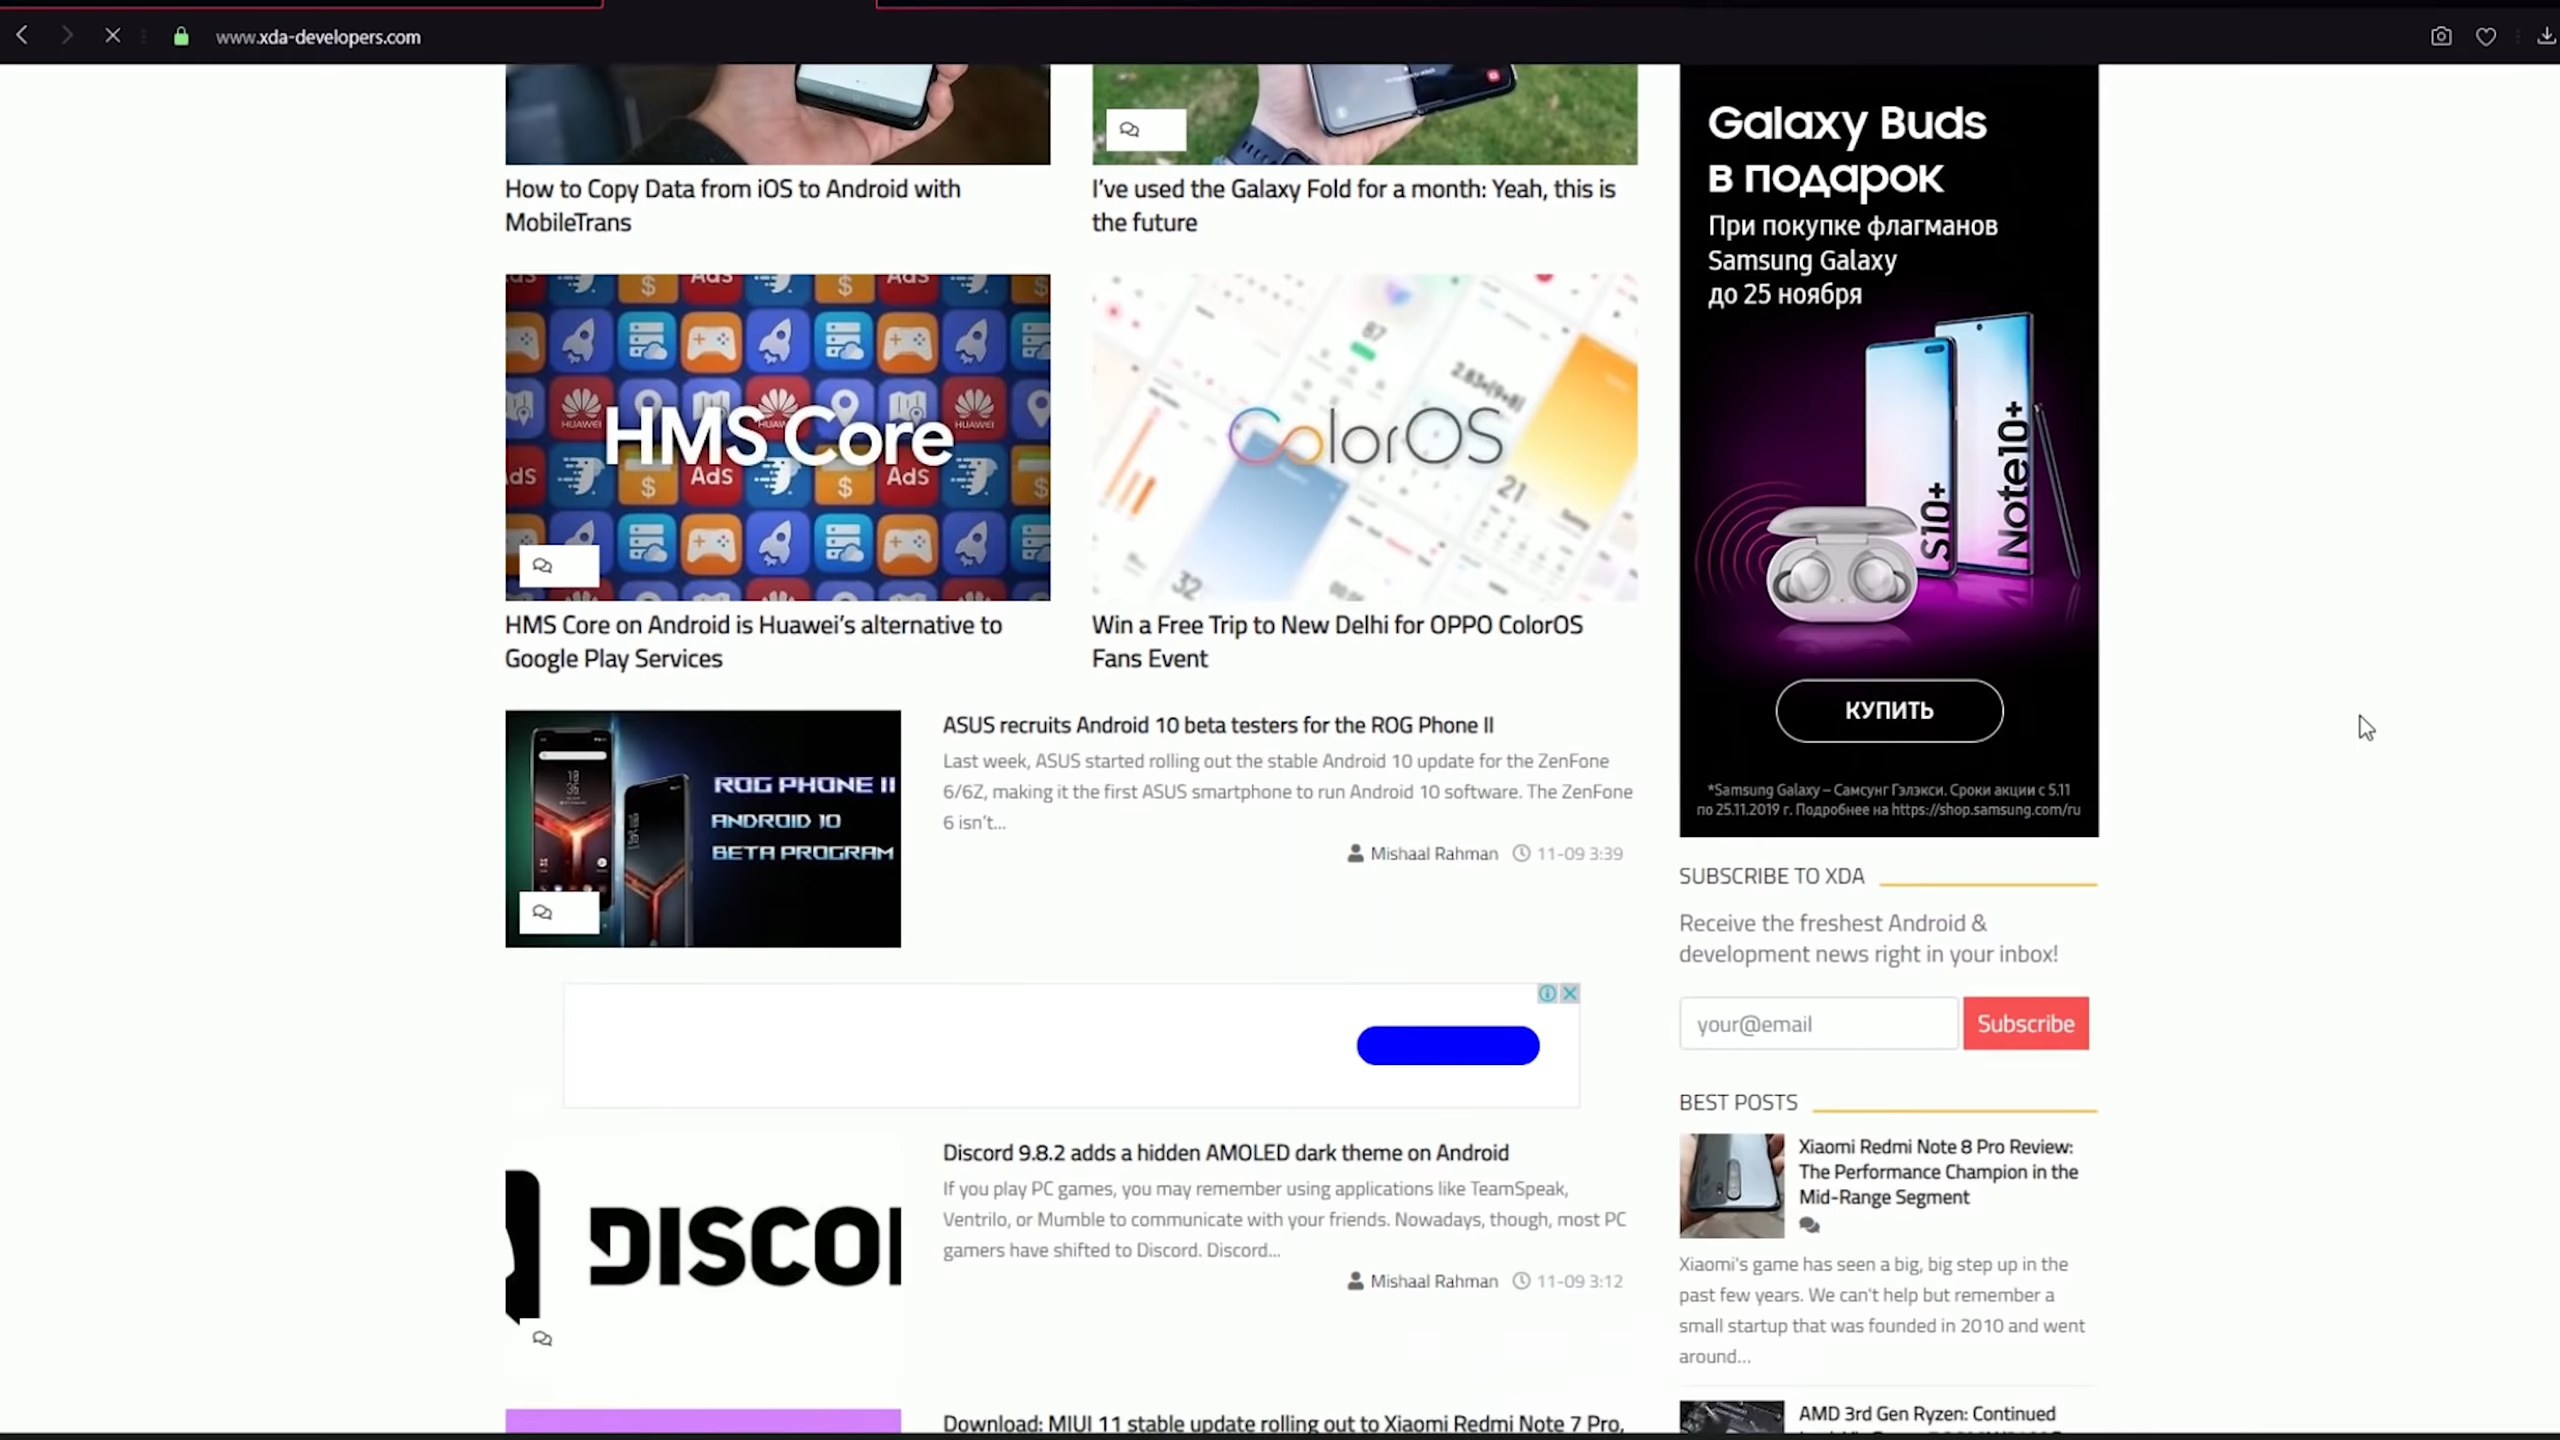 www.xda-developers.com
How to Copy Data from iOS to Android with
MobileTrans
I've used the Galaxy Fold for a month: Yeah, this is
the future
HMS Core
HUAWEI
HUAWEI
Ads
Ads
HMS Core on Android is Huawei's alternative to
Google Play Services
ColorOS
87
2.83×(9+8)
21
32
Win a Free Trip to New Delhi for OPPO ColorOS
Fans Event
ROG PHONE II
ANDROID 10
BETA PROGRAM
ASUS recruits Android 10 beta testers for the ROG Phone II
Last week, ASUS started rolling out the stable Android 10 update for the ZenFone
6/6Z, making it the first ASUS smartphone to run Android 10 software. The ZenFone
6 isn't...
Mishaal Rahman 11-09 3:39
DISCO
Discord 9.8.2 adds a hidden AMOLED dark theme on Android
If you play PC games, you may remember using applications like TeamSpeak,
Ventrilo, or Mumble to communicate with your friends. Nowadays, though, most PC
gamers have shifted to Discord. Discord...
Mishaal Rahman 11-09 3:12
Download: MIUI 11 stable update rolling out to Xiaomi Redmi Note 7 Pro,
Galaxy Buds
в подарок
При покупке флагманов
Samsung Galaxy
до 25 ноября
S10+
Note10+
КУПИТЬ
*Samsung Galaxy – Самсунг Гэлэкси. Сроки акции с 5.11
по 25.11.2019 г. Подробнее на https://shop.samsung.com/ru
SUBSCRIBE TO XDA
Receive the freshest Android &
development news right in your inbox!
your@email Subscribe
BEST POSTS
Xiaomi Redmi Note 8 Pro Review:
The Performance Champion in the
Mid-Range Segment
Xiaomi's game has seen a big, big step up in the
past few years. We can't help but remember a
small startup that was founded in 2010 and went
around...
AMD 3rd Gen Ryzen: Continued